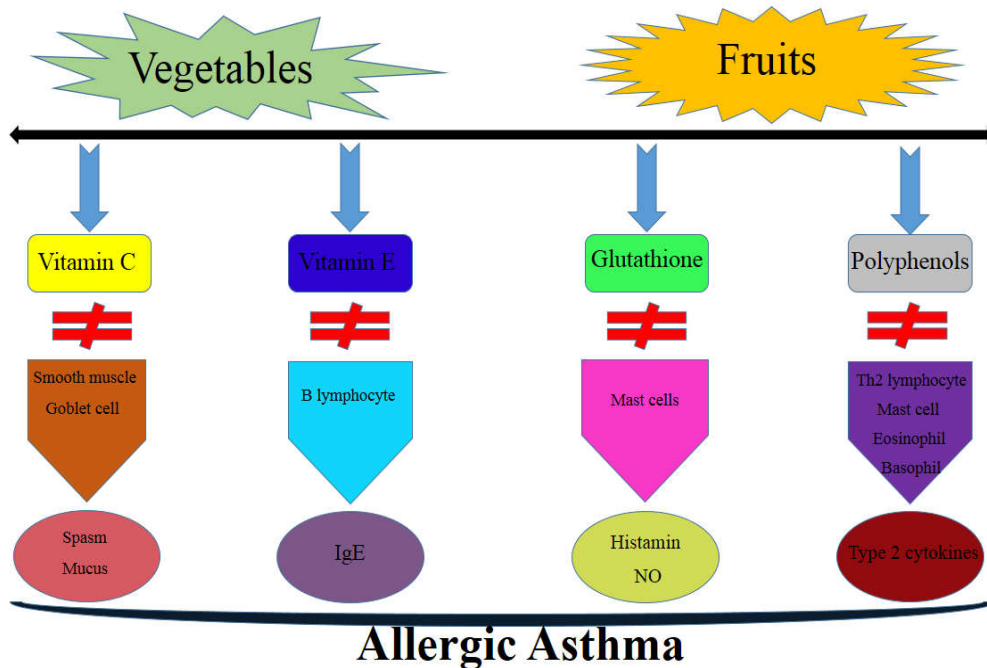 Vegetables
Fruits
Vitamin C
Vitamin E
Glutathione
Polyphenols
Smooth muscle
Goblet cell
B lymphocyte
Mast cells
Th2 lymphocyte
Mast cell
Eosinophil
Basophil
Spasm
Mucus
IgE
Histamin
NO
Type 2 cytokines
Allergic Asthma